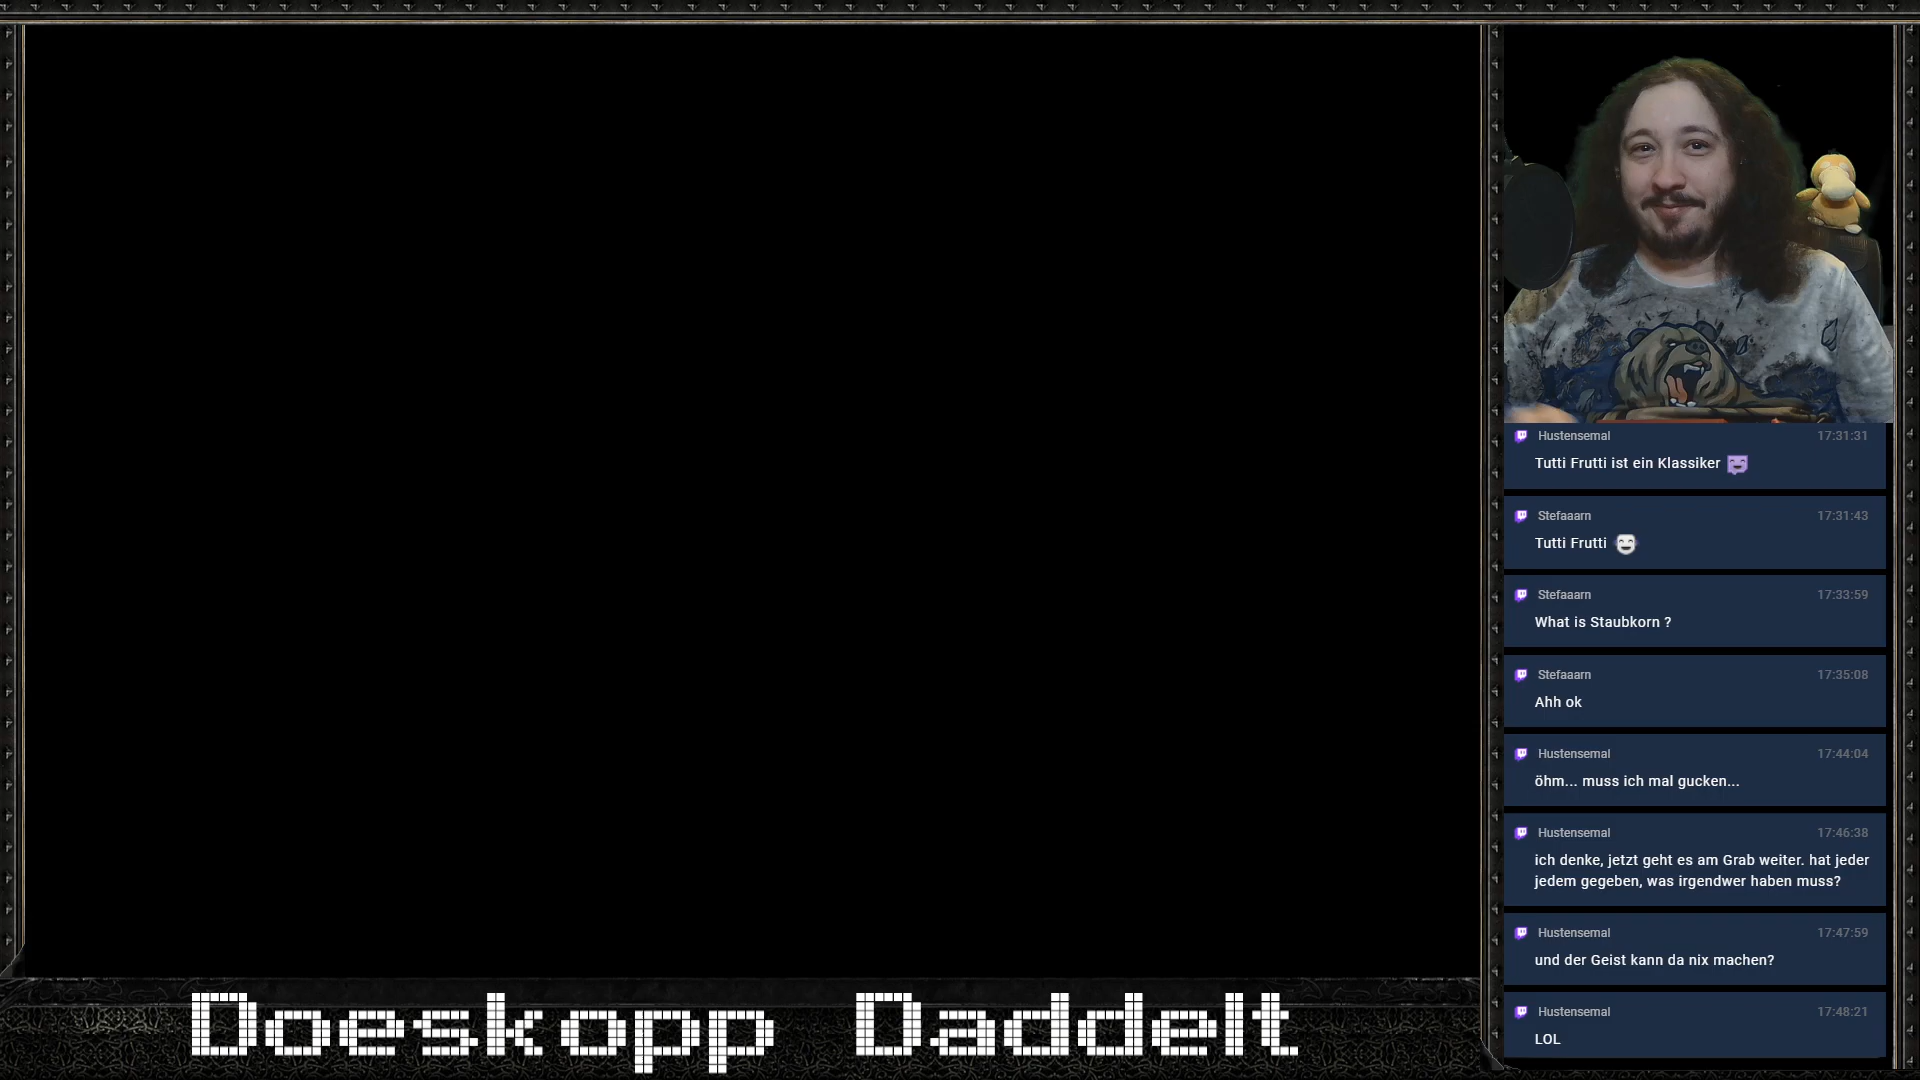 Hustensemal 17:31:31
Tutti Frutti ist ein Klassiker
Stefaaarn 17:31:43
Tutti Frutti
Stefaaarn 17:33:59
What is Staubkorn ?
Stefaaarn 17:35:08
Ahh ok
Hustensemal 17:44:04
öhm... muss ich mal gucken...
Hustensemal 17:46:38
ich denke, jetzt geht es am Grab weiter. hat jeder
jedem gegeben, was irgendwer haben muss?
Hustensemal 17:47:59
und der Geist kann da nix machen?
Hustensemal 17:48:21
LOL
Doeskopp Daddelt